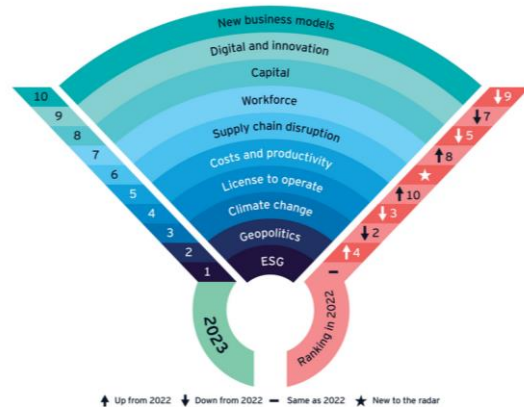 New business models
Digital and innovation
Capital
Workforce
Supply chain disruption
Costs and productivity
License to operate
Climate change
Geopolitics
ESG
10
9
8
7
6
5
4
3
2
1
↓9
↓7
↓5
↑8
★
↑10
↓3
↓2
↑4
–
2023
Ranking in 2022
↑ Up from 2022 ↓ Down from 2022 – Same as 2022 ★ New to the radar